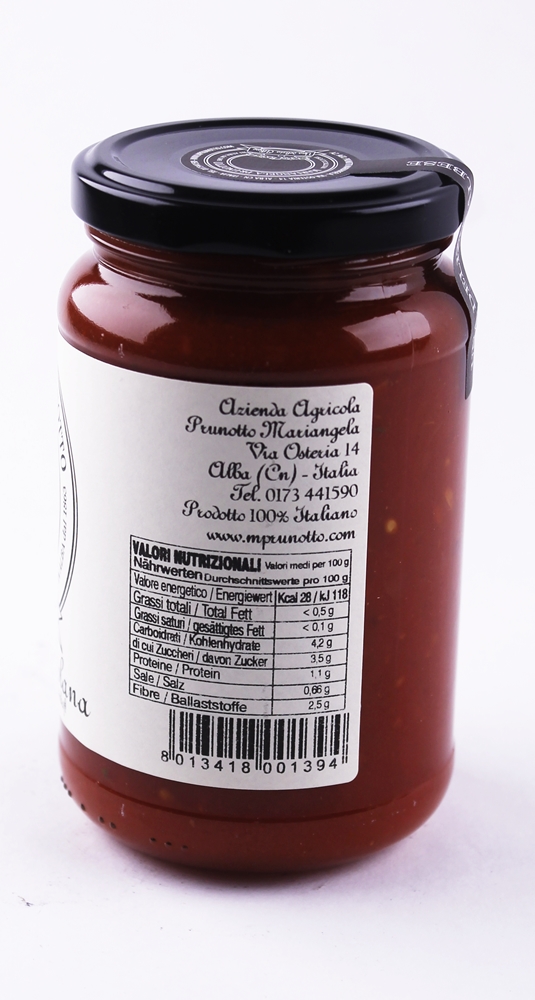 Azienda Agricola
Prunotto Mariangela
Via Osteria 14
Alba (Cn) - Italia
Tel. 0173 441590
Prodotto 100% Italiano
www.mprunotto.com
VALORI NUTRIZIONALI Valori medi per 100 g
Nährwerten Durchschnittswerte pro 100 g
Valore energetico / Energiewert Kcal 28 / kJ 118
Grassi totali / Total Fett < 0,5 g
Grassi saturi / gesättigtes Fett < 0,1 g
Carboidrati / Kohlenhydrate 4,2 g
di cui Zuccheri / davon Zucker 3,5 g
Proteine / Protein 1,1 g
Sale / Salz 0,66 g
Fibre / Ballaststoffe 2,5 g
8 013418 001394